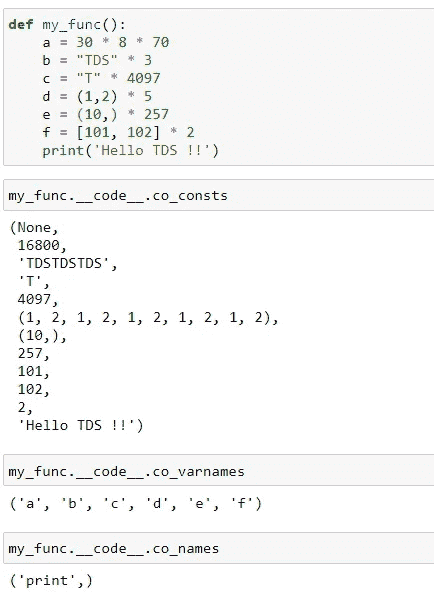 def my_func():
    a = 30 * 8 * 70
    b = "TDS" * 3
    c = "T" * 4097
    d = (1,2) * 5
    e = (10,) * 257
    f = [101, 102] * 2
    print('Hello TDS !!')
my_func.__code__.co_consts
(None,
 16800,
 'TDSTDSTDS',
 'T',
 4097,
 (1, 2, 1, 2, 1, 2, 1, 2, 1, 2),
 (10,),
 257,
 101,
 102,
 2,
 'Hello TDS !!')
my_func.__code__.co_varnames
('a', 'b', 'c', 'd', 'e', 'f')
my_func.__code__.co_names
('print',)